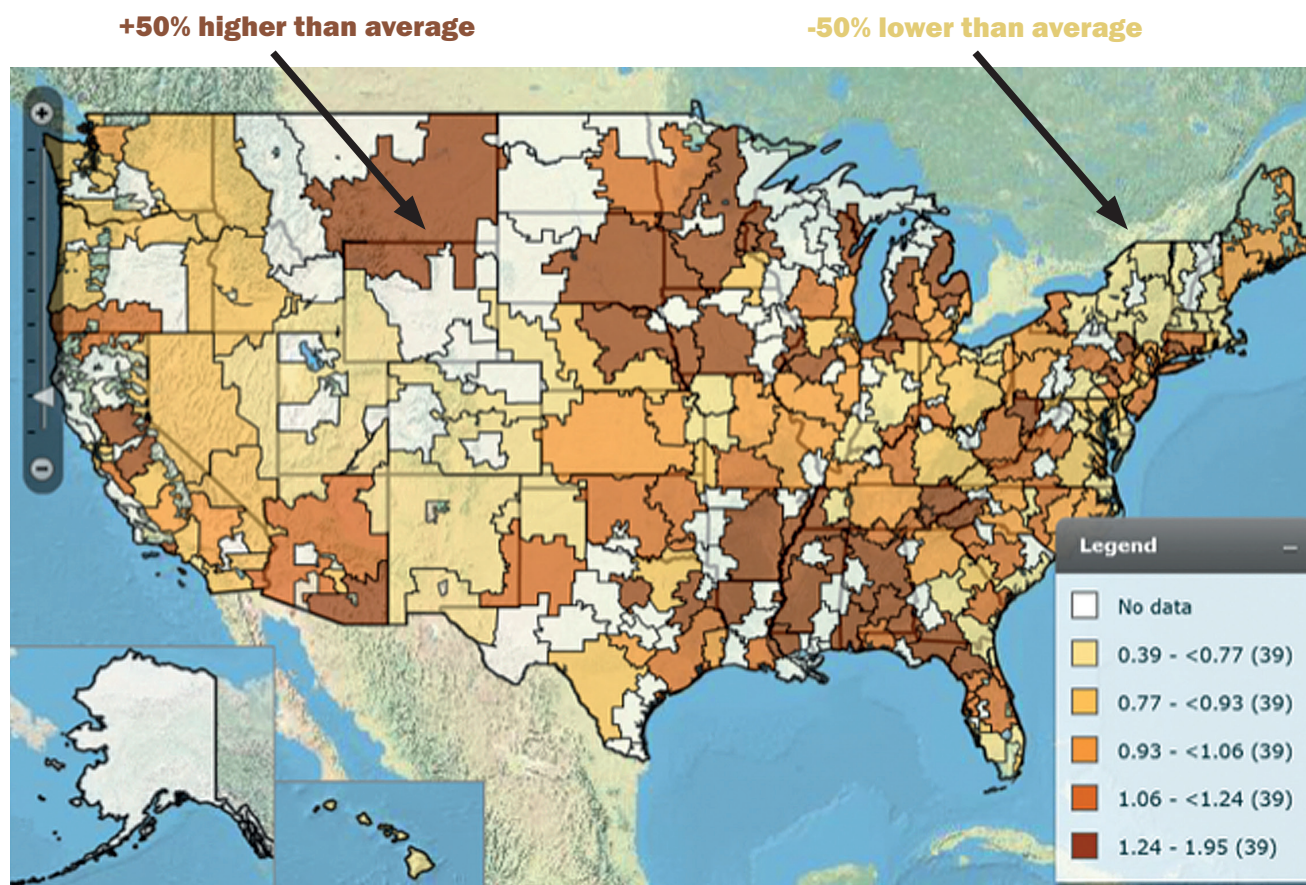 +50% higher than average
-50% lower than average
Legend
No data
0.39 - <0.77 (39)
0.77 - <0.93 (39)
0.93 - <1.06 (39)
1.06 - <1.24 (39)
1.24 - 1.95 (39)